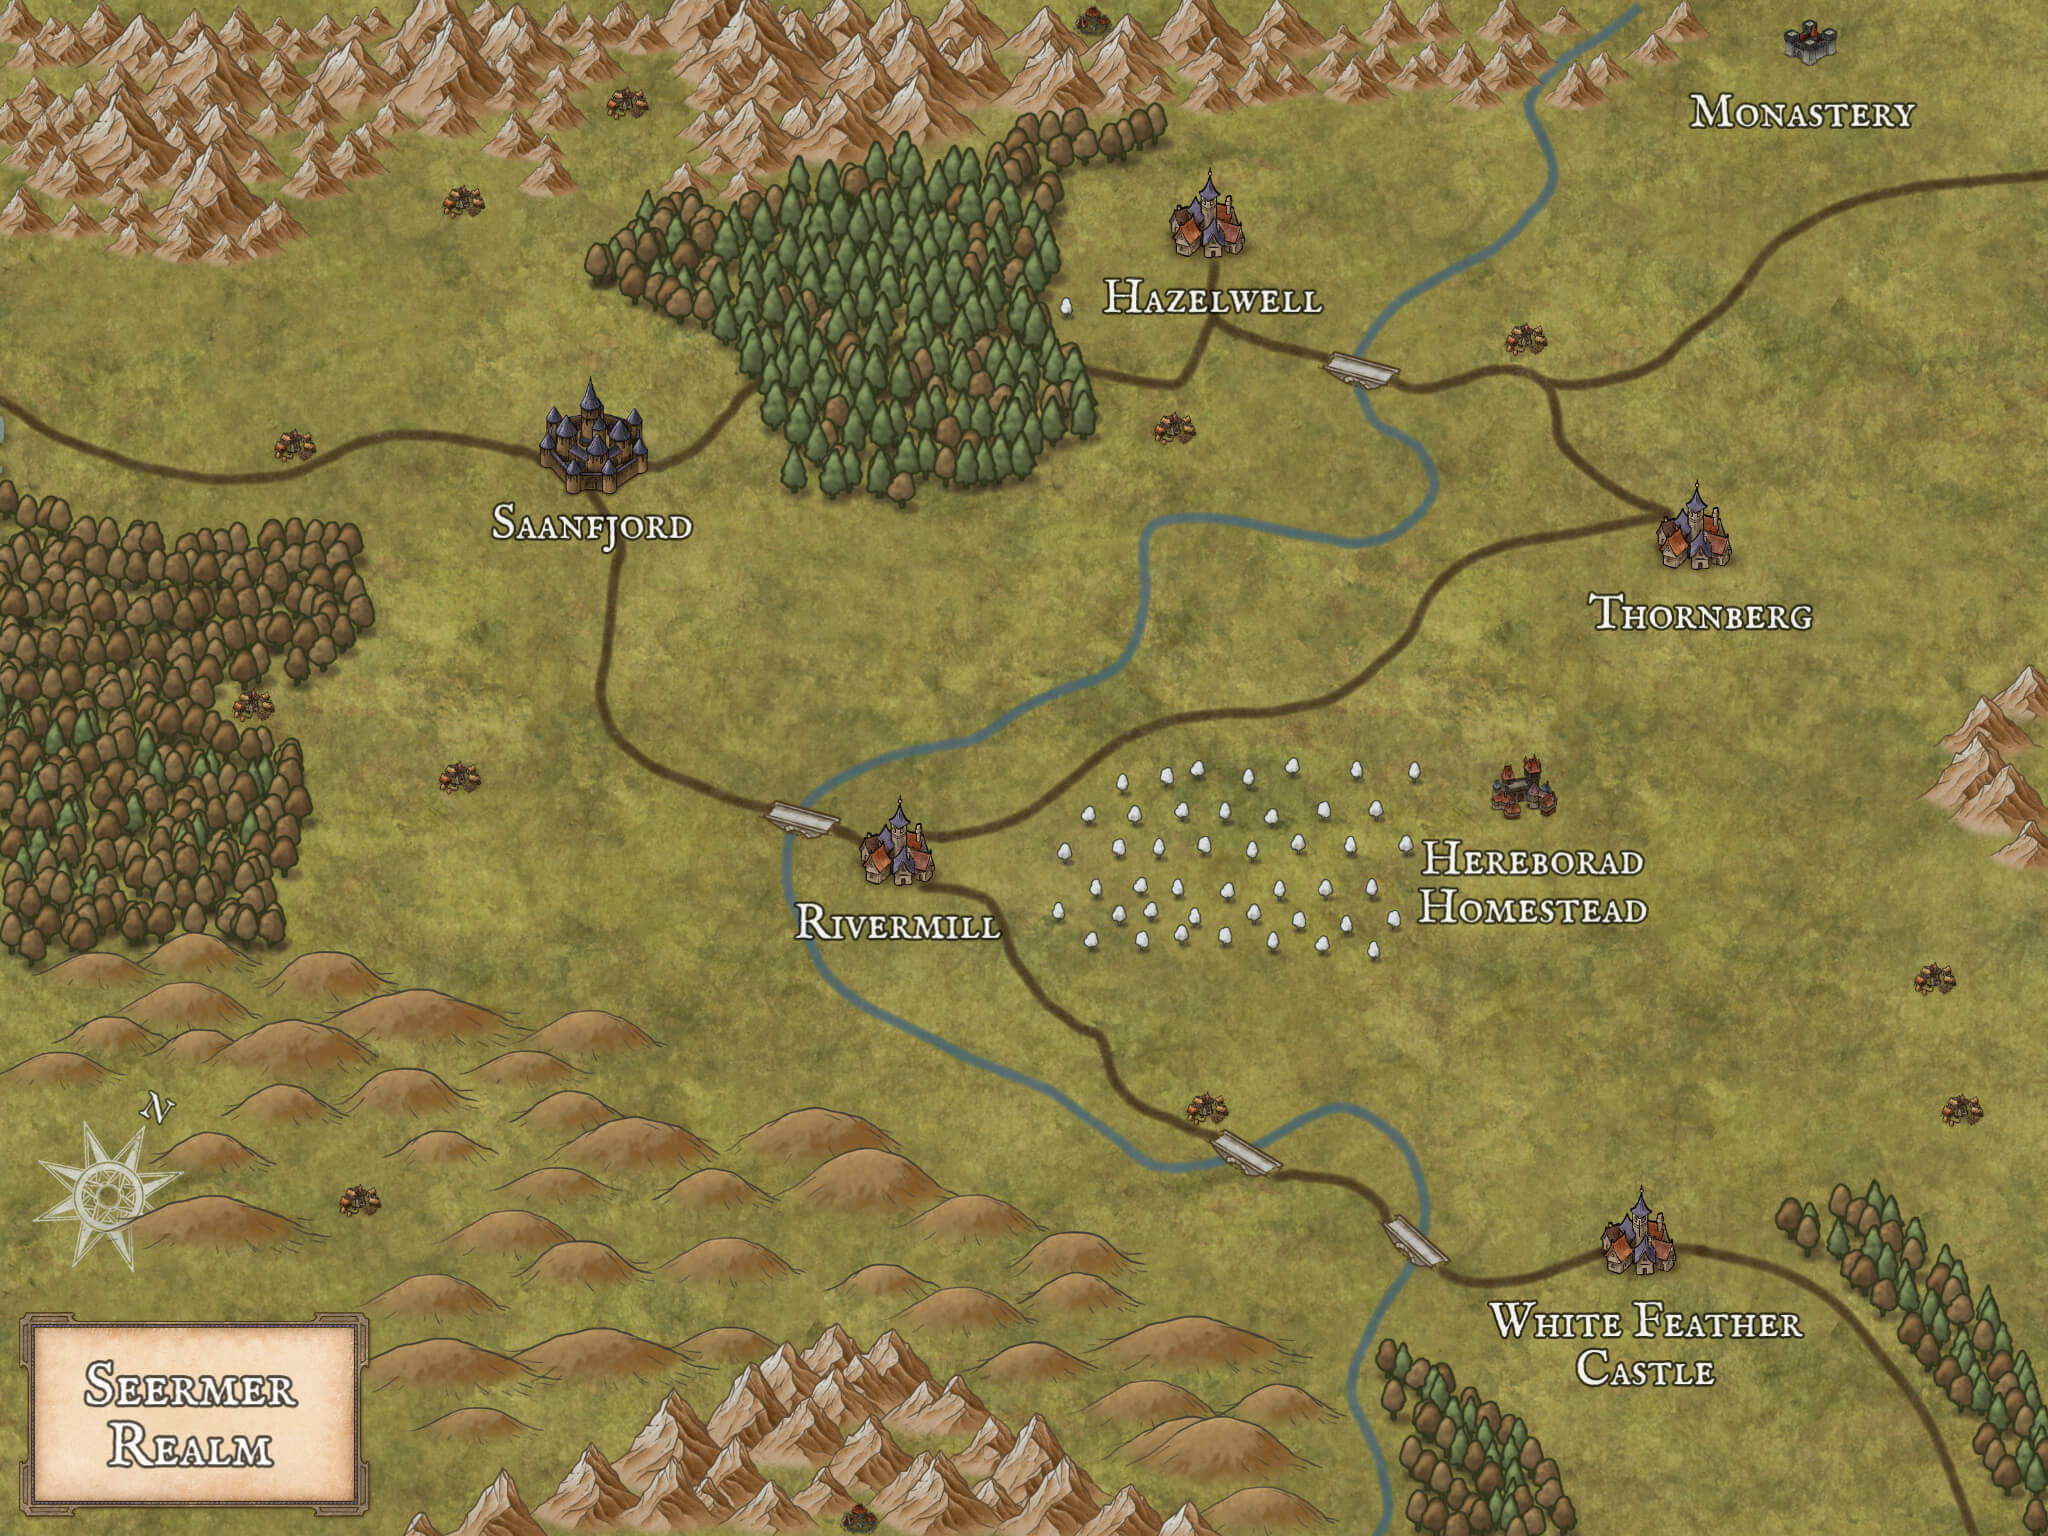 Monastery
Hazelwell
Saanfjord
Thornberg
Hereborad
Homestead
Rivermill
N
White Feather
Castle
Seermer
Realm